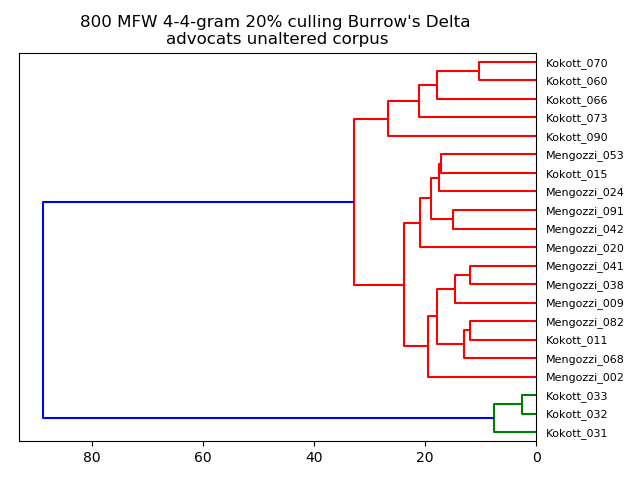 800 MFW 4-4-gram 20% culling Burrow's Delta
advocats unaltered corpus
Kokott_070
Kokott_060
Kokott_066
Kokott_073
Kokott_090
Mengozzi_053
Kokott_015
Mengozzi_024
Mengozzi_091
Mengozzi_042
Mengozzi_020
Mengozzi_041
Mengozzi_038
Mengozzi_009
Mengozzi_082
Kokott_011
Mengozzi_068
Mengozzi_002
Kokott_033
Kokott_032
Kokott_031
80 60 40 20 0